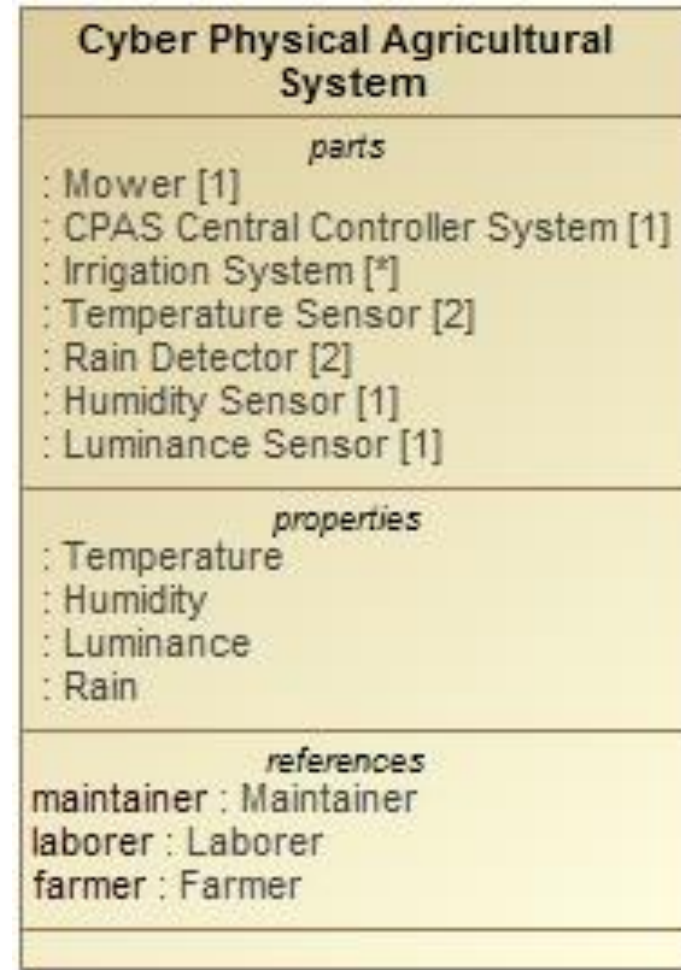 Cyber Physical Agricultural
System
parts
: Mower [1]
: CPAS Central Controller System [1]
: Irrigation System [*]
: Temperature Sensor [2]
: Rain Detector [2]
: Humidity Sensor [1]
: Luminance Sensor [1]
properties
: Temperature
: Humidity
: Luminance
: Rain
references
maintainer : Maintainer
laborer : Laborer
farmer : Farmer